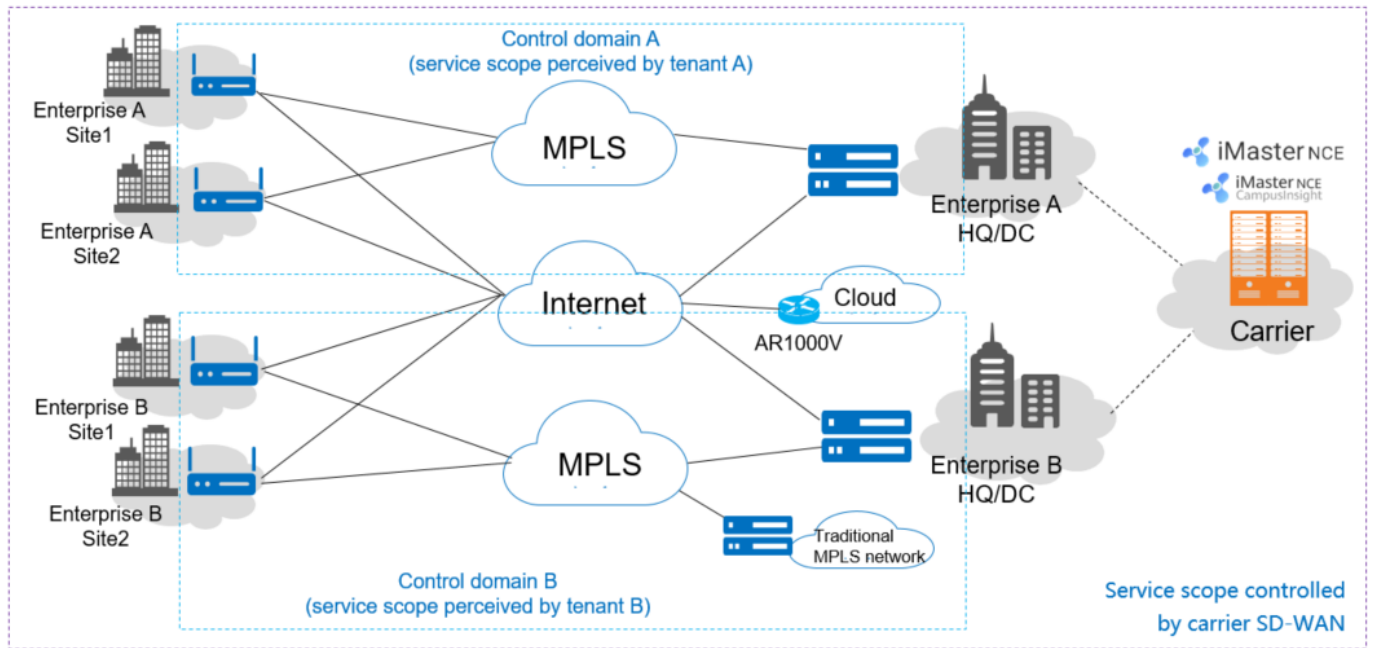 Control domain A
(service scope perceived by tenant A)
Enterprise A
Site1
MPLS
iMaster NCE
iMaster NCE
CampusInsight
Enterprise A
Site2
Enterprise A
HQ/DC
Internet
Cloud
AR1000V
Carrier
Enterprise B
Site1
MPLS
Enterprise B
HQ/DC
Enterprise B
Site2
Traditional
MPLS network
Control domain B
(service scope perceived by tenant B)
Service scope controlled
by carrier SD-WAN